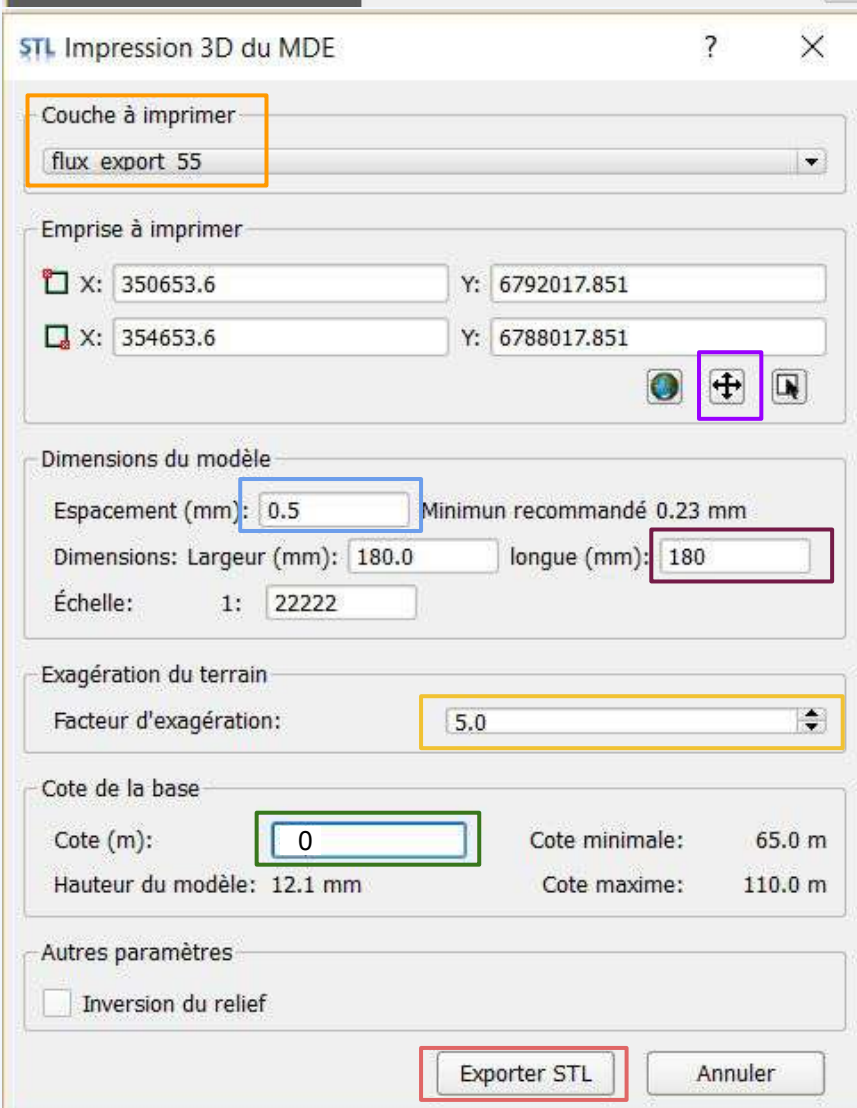 STL Impression 3D du MDE ?
Couche à imprimer
flux export 55
Emprise à imprimer
X: 350653.6 Y: 6792017.851
X: 354653.6 Y: 6788017.851
Dimensions du modèle
Espacement (mm): 0.5 Minimun recommandé 0.23 mm
Dimensions: Largeur (mm): 180.0 longue (mm): 180
Échelle: 1: 22222
Exagération du terrain
Facteur d'exagération: 5.0
Cote de la base
Cote (m): 0 Cote minimale: 65.0 m
Hauteur du modèle: 12.1 mm Cote maxime: 110.0 m
Autres paramètres
Inversion du relief
Exporter STL Annuler